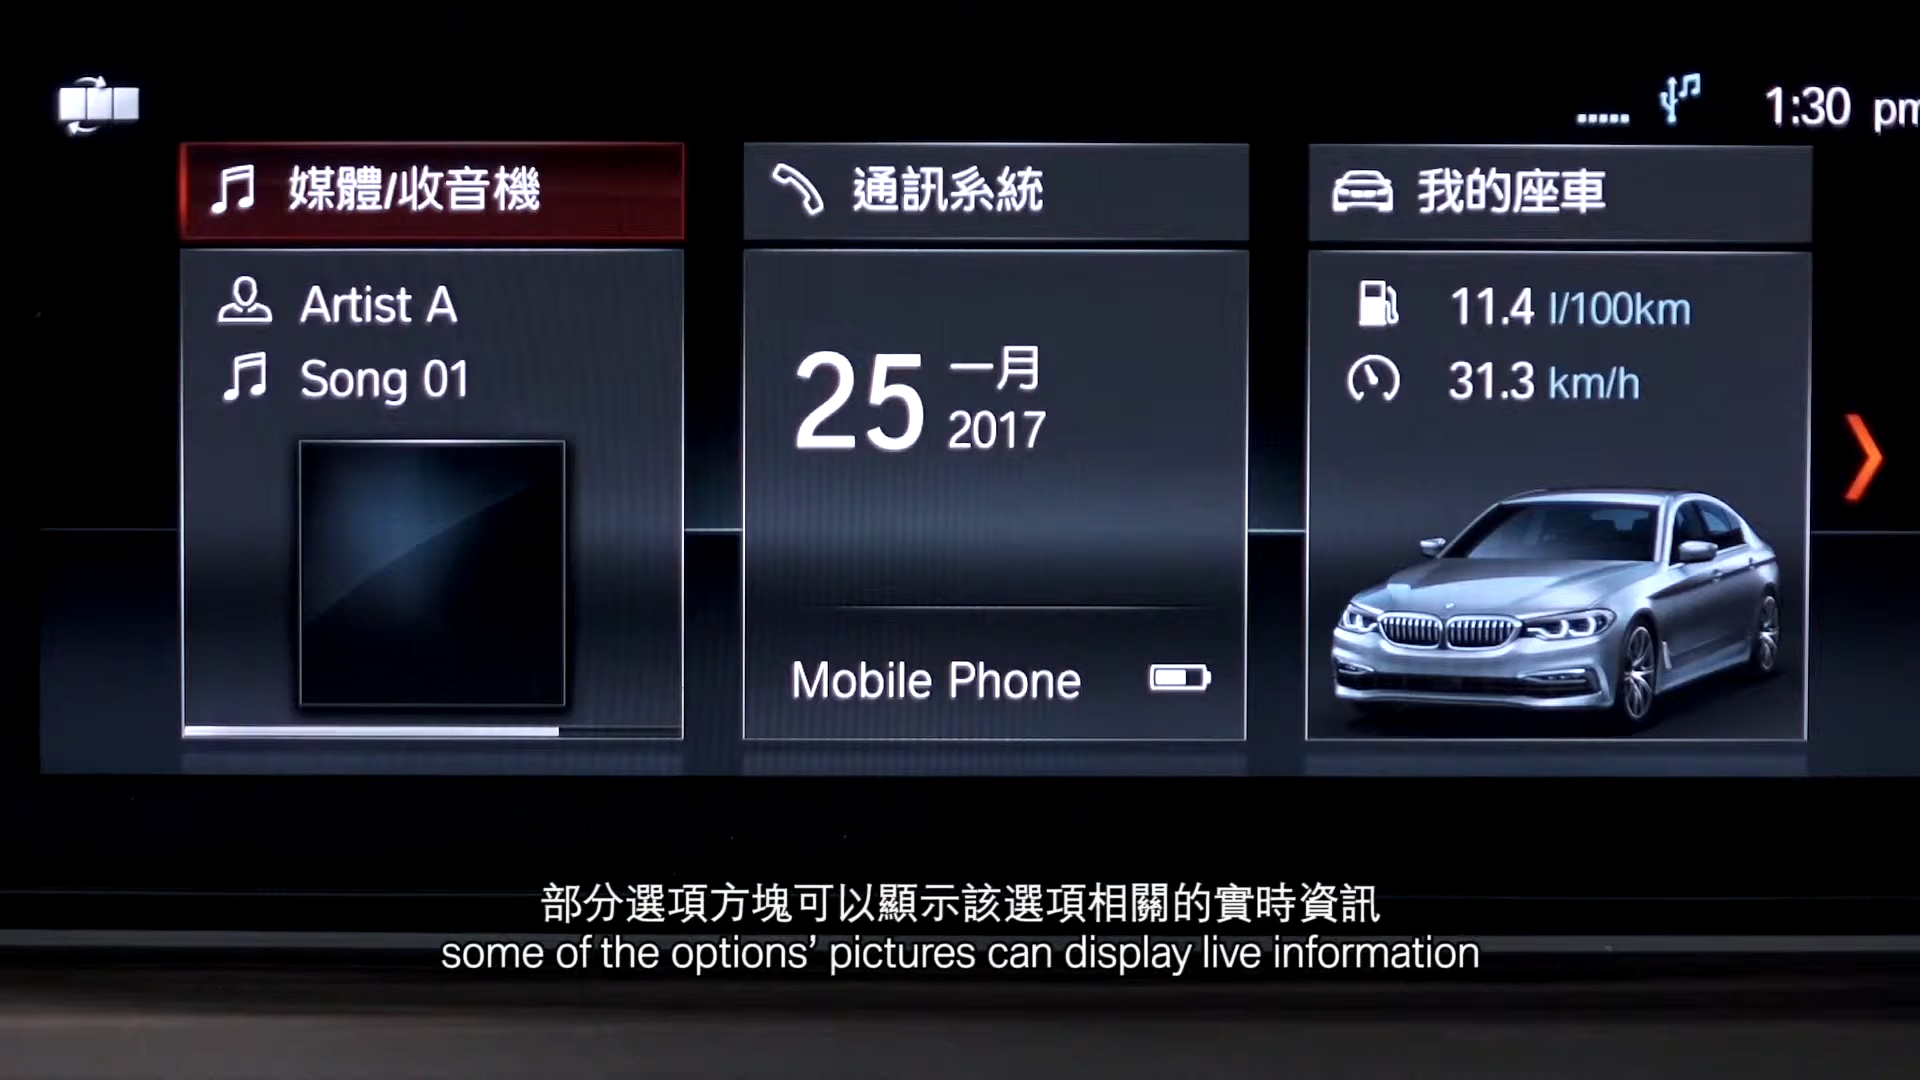 1:30 pm
媒體/收音機
Artist A
Song 01
通訊系統
25
一月
2017
Mobile Phone
我的座車
11.4 l/100km
31.3 km/h
部分選項方塊可以顯示該選項相關的實時資訊
some of the options’ pictures can display live information